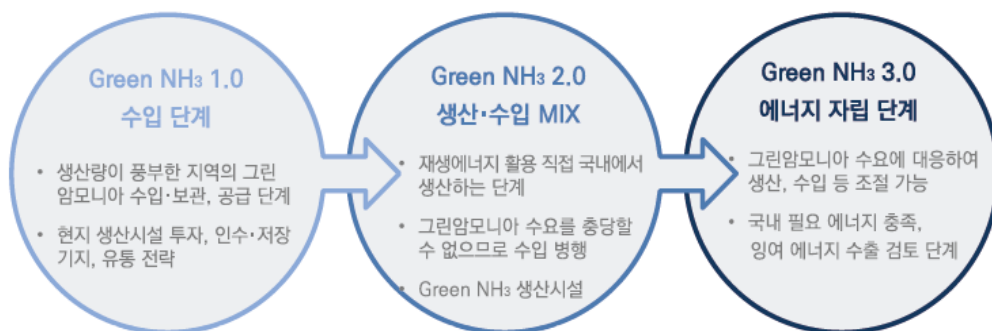 Green NH₃ 1.0
수입 단계
• 생산량이 풍부한 지역의 그린
암모니아 수입·보관, 공급 단계
• 현지 생산시설 투자, 인수·저장
기지, 유통 전략
Green NH₃ 2.0
생산·수입 MIX
• 재생에너지 활용 직접 국내에서
생산하는 단계
• 그린암모니아 수요를 충당할
수 없으므로 수입 병행
• Green NH₃ 생산시설
Green NH₃ 3.0
에너지 자립 단계
• 그린암모니아 수요에 대응하여
생산, 수입 등 조절 가능
• 국내 필요 에너지 충족,
잉여 에너지 수출 검토 단계